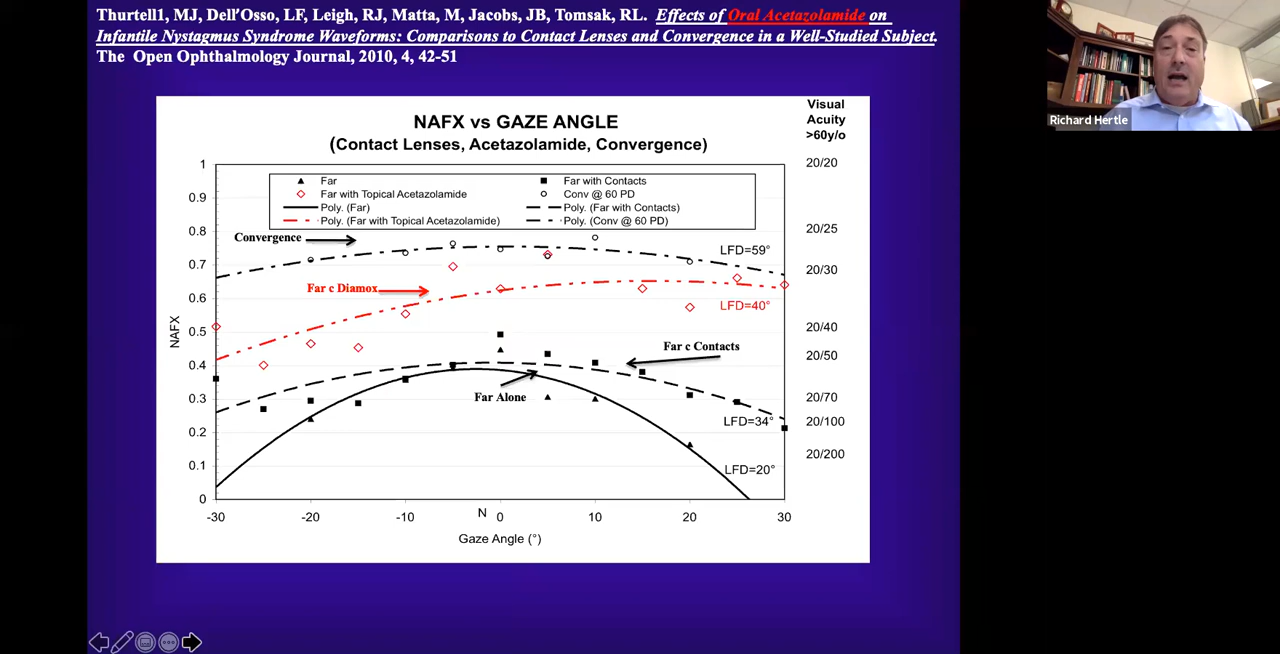 Thurtell1, MJ, Dell'Osso, LF, Leigh, RJ, Matta, M, Jacobs, JB, Tomsak, RL. Effects of Oral Acetazolamide on
Infantile Nystagmus Syndrome Waveforms: Comparisons to Contact Lenses and Convergence in a Well-Studied Subject.
The Open Ophthalmology Journal, 2010, 4, 42-51
Richard Hertle
NAFX vs GAZE ANGLE
(Contact Lenses, Acetazolamide, Convergence)
Visual
Acuity
>60y/o
Far
Far with Contacts
Far with Topical Acetazolamide
Conv @ 60 PD
Poly. (Far)
Poly. (Far with Contacts)
Poly. (Far with Topical Acetazolamide)
Poly. (Conv @ 60 PD)
NAFX
1
0.9
0.8
0.7
0.6
0.5
0.4
0.3
0.2
0.1
0
Convergence
LFD=59°
Far c Diamox
LFD=40°
Far c Contacts
Far Alone
LFD=34°
LFD=20°
20/20
20/25
20/30
20/40
20/50
20/70
20/100
20/200
-30 -20 -10 N 0 10 20 30
Gaze Angle (°)